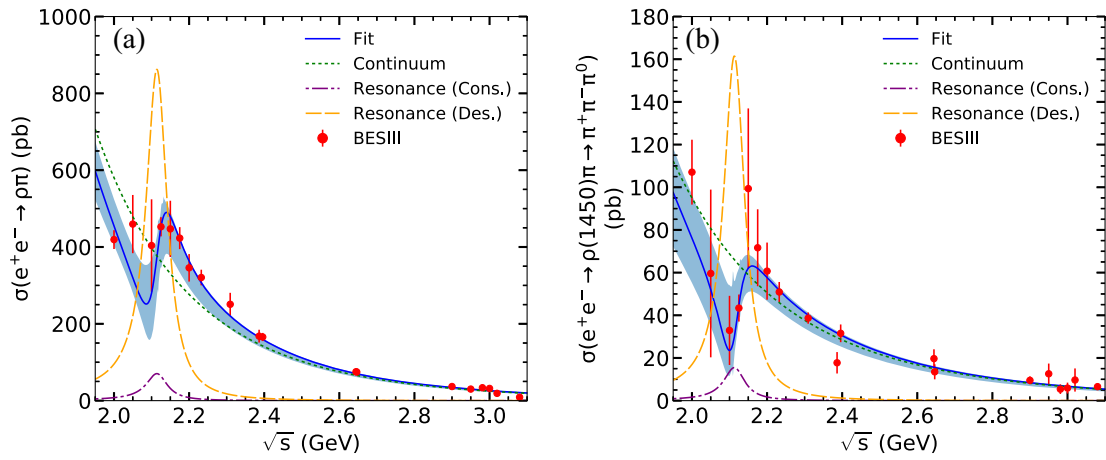 (a)
Fit
Continuum
Resonance (Cons.)
Resonance (Des.)
BESIII
σ(e⁺e⁻ → ρπ) (pb)
1000
800
600
400
200
0
2.0 2.2 2.4 2.6 2.8 3.0
√s (GeV)
(b)
Fit
Continuum
Resonance (Cons.)
Resonance (Des.)
BESIII
σ(e⁺e⁻ → ρ(1450)π → π⁺π⁻π⁰)
(pb)
180
160
140
120
100
80
60
40
20
0
2.0 2.2 2.4 2.6 2.8 3.0
√s (GeV)